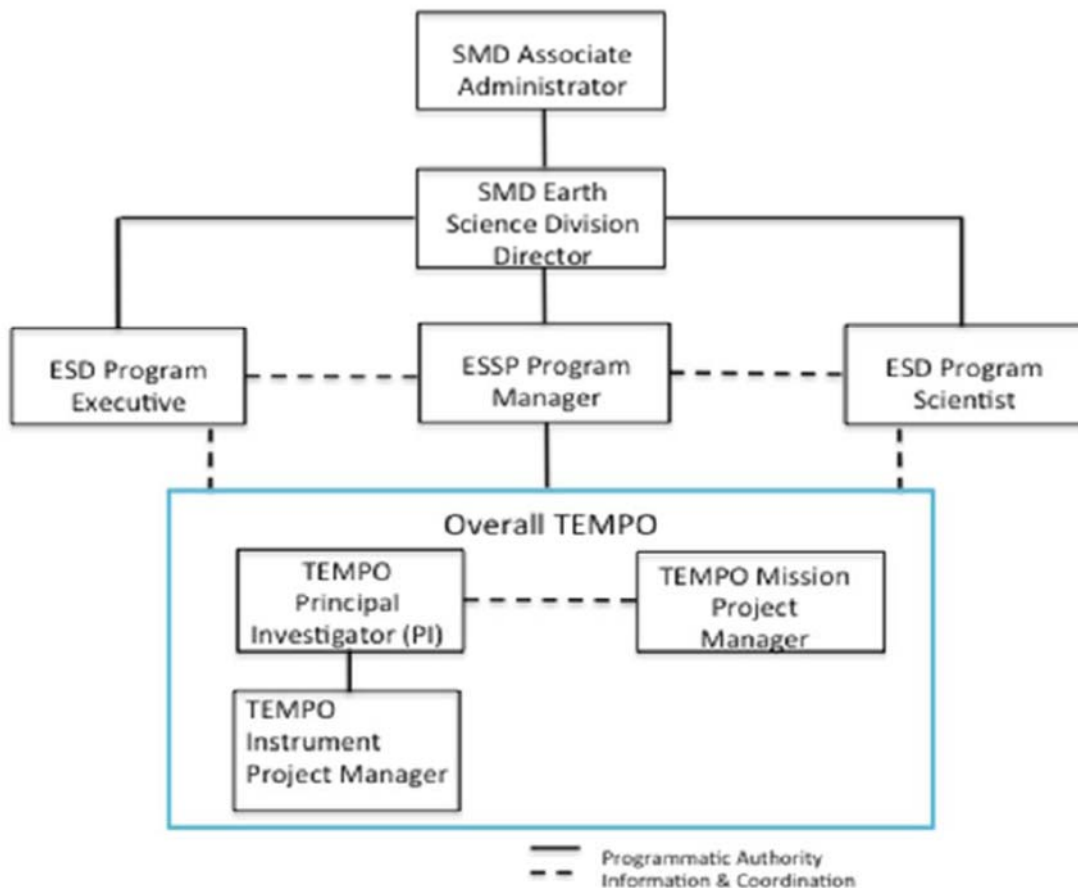 SMD Associate
Administrator
SMD Earth
Science Division
Director
ESD Program
Executive
ESSP Program
Manager
ESD Program
Scientist
Overall TEMPO
TEMPO
Principal
Investigator (PI)
TEMPO Mission
Project
Manager
TEMPO
Instrument
Project Manager
Programmatic Authority
Information & Coordination